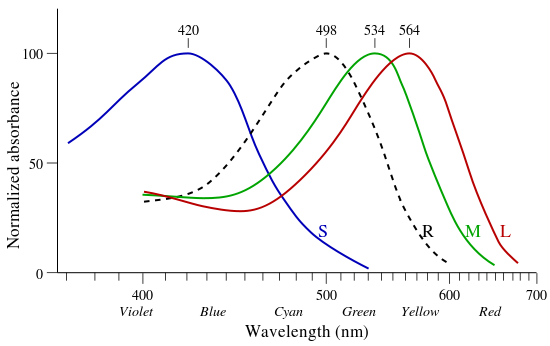 420 498 534 564
100
50
0
Normalized absorbance
S R M L
400 500 600 700
Violet Blue Cyan Green Yellow Red
Wavelength (nm)